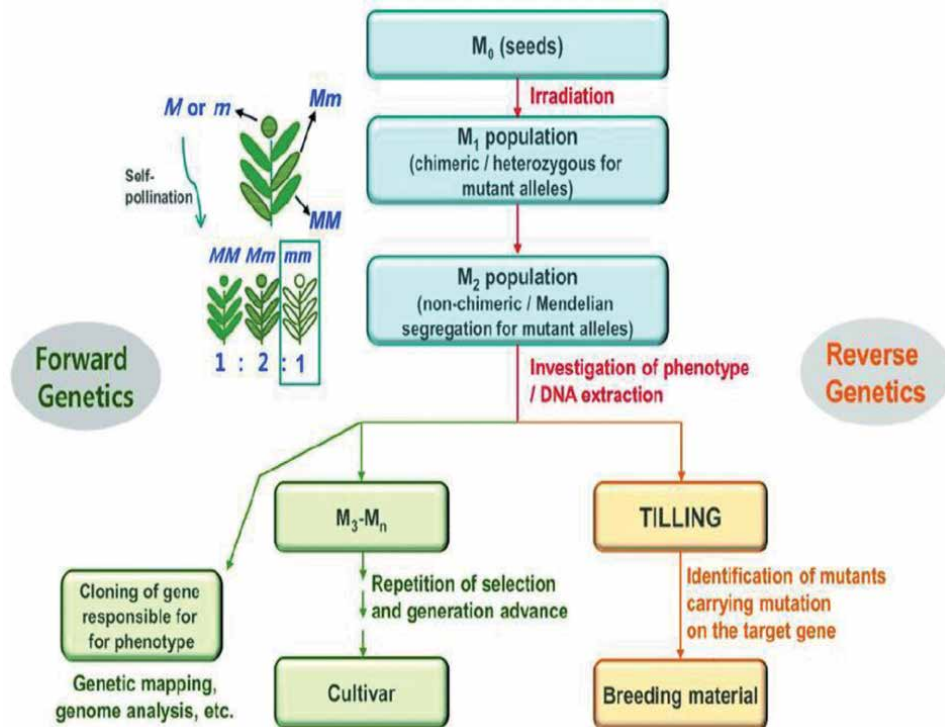 M₀ (seeds)
Irradiation
M or m
Mm
M₁ population
(chimeric / heterozygous for
mutant alleles)
Self-
pollination
MM
MM Mm mm
M₂ population
(non-chimeric / Mendelian
segregation for mutant alleles)
1 : 2 : 1
Forward
Genetics
Investigation of phenotype
/ DNA extraction
Reverse
Genetics
M₃-Mₙ
TILLING
Cloning of gene
responsible for
for phenotype
Repetition of selection
and generation advance
Identification of mutants
carrying mutation
on the target gene
Genetic mapping,
genome analysis, etc.
Cultivar
Breeding material